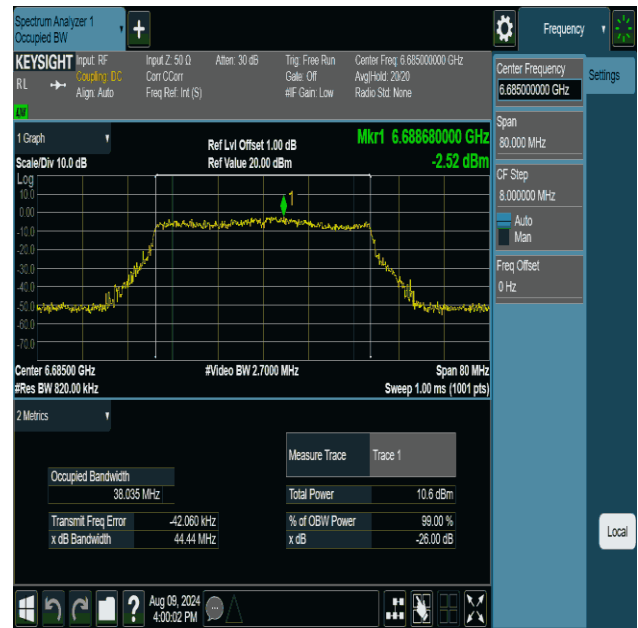 Spectrum Analyzer 1
Occupied BW
+
Frequency
KEYSIGHT
RL
Input: RF
Coupling: DC
Align: Auto
Input Z: 50 Ω
Corr CCorr
Freq Ref: Int (S)
Atten: 30 dB
Trig: Free Run
Gate: Off
#IF Gain: Low
Center Freq: 6.685000000 GHz
Avg|Hold: 20/20
Radio Std: None
LW
Center Frequency
6.685000000 GHz
Settings
Span
80.000 MHz
CF Step
8.000000 MHz
Auto
Man
Freq Offset
0 Hz
1 Graph
Scale/Div 10.0 dB
Ref Lvl Offset 1.00 dB
Ref Value 20.00 dBm
Mkr1 6.688680000 GHz
-2.52 dBm
Log
10.0
0.00
-10.0
-20.0
-30.0
-40.0
-50.0
-60.0
-70.0
1
Center 6.68500 GHz
#Res BW 820.00 kHz
#Video BW 2.7000 MHz
Span 80 MHz
Sweep 1.00 ms (1001 pts)
2 Metrics
Measure Trace
Trace 1
Occupied Bandwidth
38.035 MHz
Total Power
10.6 dBm
Transmit Freq Error
-42.060 kHz
% of OBW Power
99.00 %
x dB Bandwidth
44.44 MHz
x dB
-26.00 dB
Local
?
Aug 09, 2024
4:00:02 PM